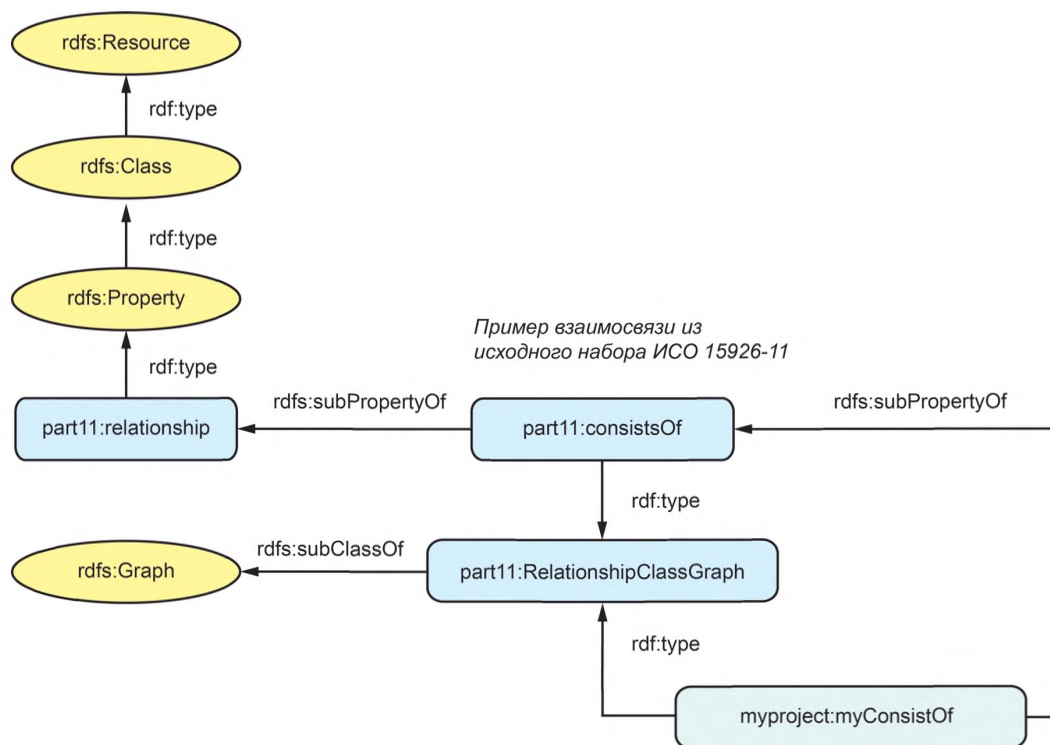 rdfs:Resource
rdf:type
rdfs:Class
rdf:type
rdfs:Property
Пример взаимосвязи из
исходного набора ИСО 15926-11
rdf:type
rdfs:subPropertyOf
rdfs:subPropertyOf
part11:relationship
part11:consistsOf
rdf:type
rdfs:subClassOf
rdfs:Graph
part11:RelationshipClassGraph
rdf:type
myproject:myConsistOf